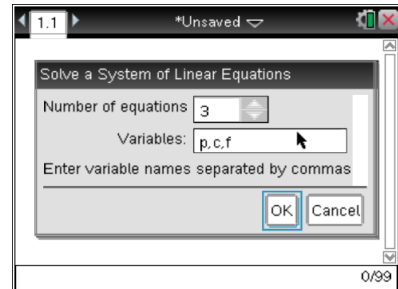 1.1 *Unsaved
Solve a System of Linear Equations
Number of equations 3
Variables: p,c,f
Enter variable names separated by commas
OK Cancel
0/99